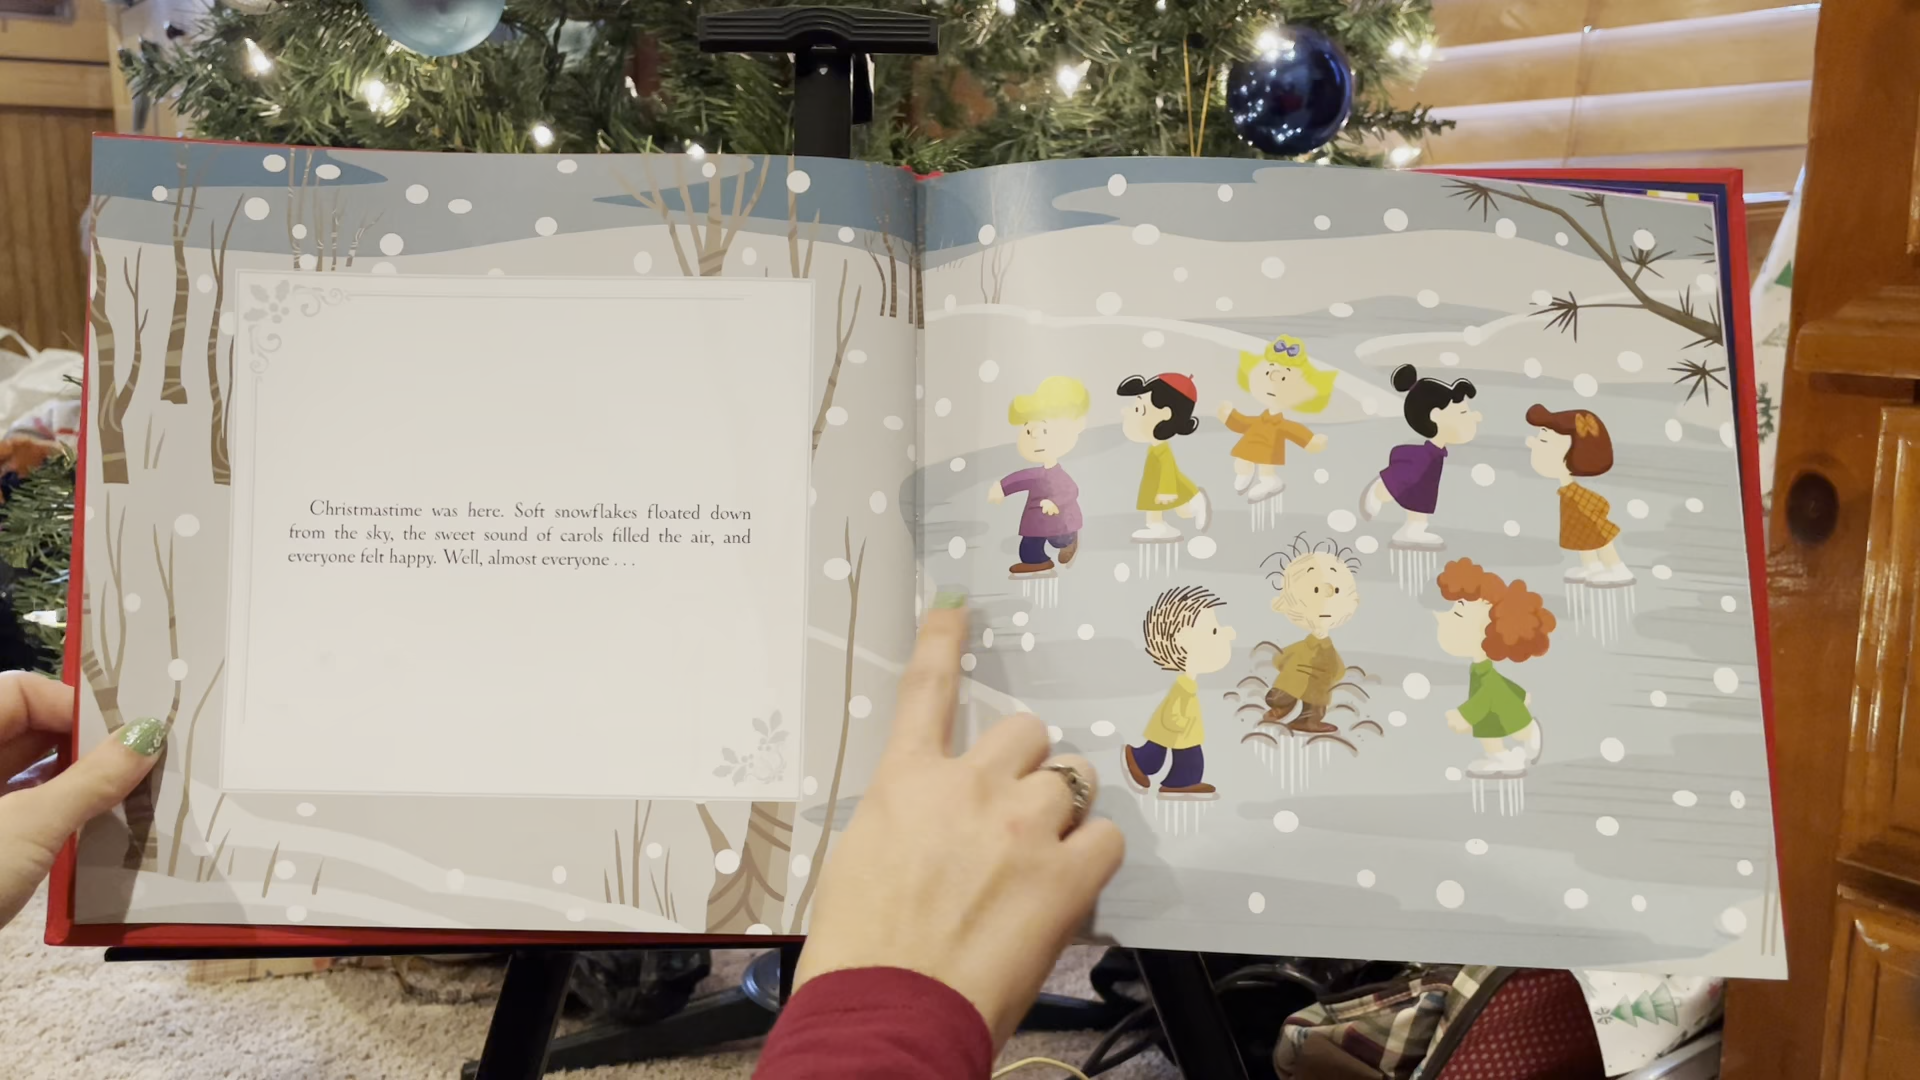 Christmastime was here. Soft snowflakes floated down
from the sky, the sweet sound of carols filled the air, and
everyone felt happy. Well, almost everyone . . .